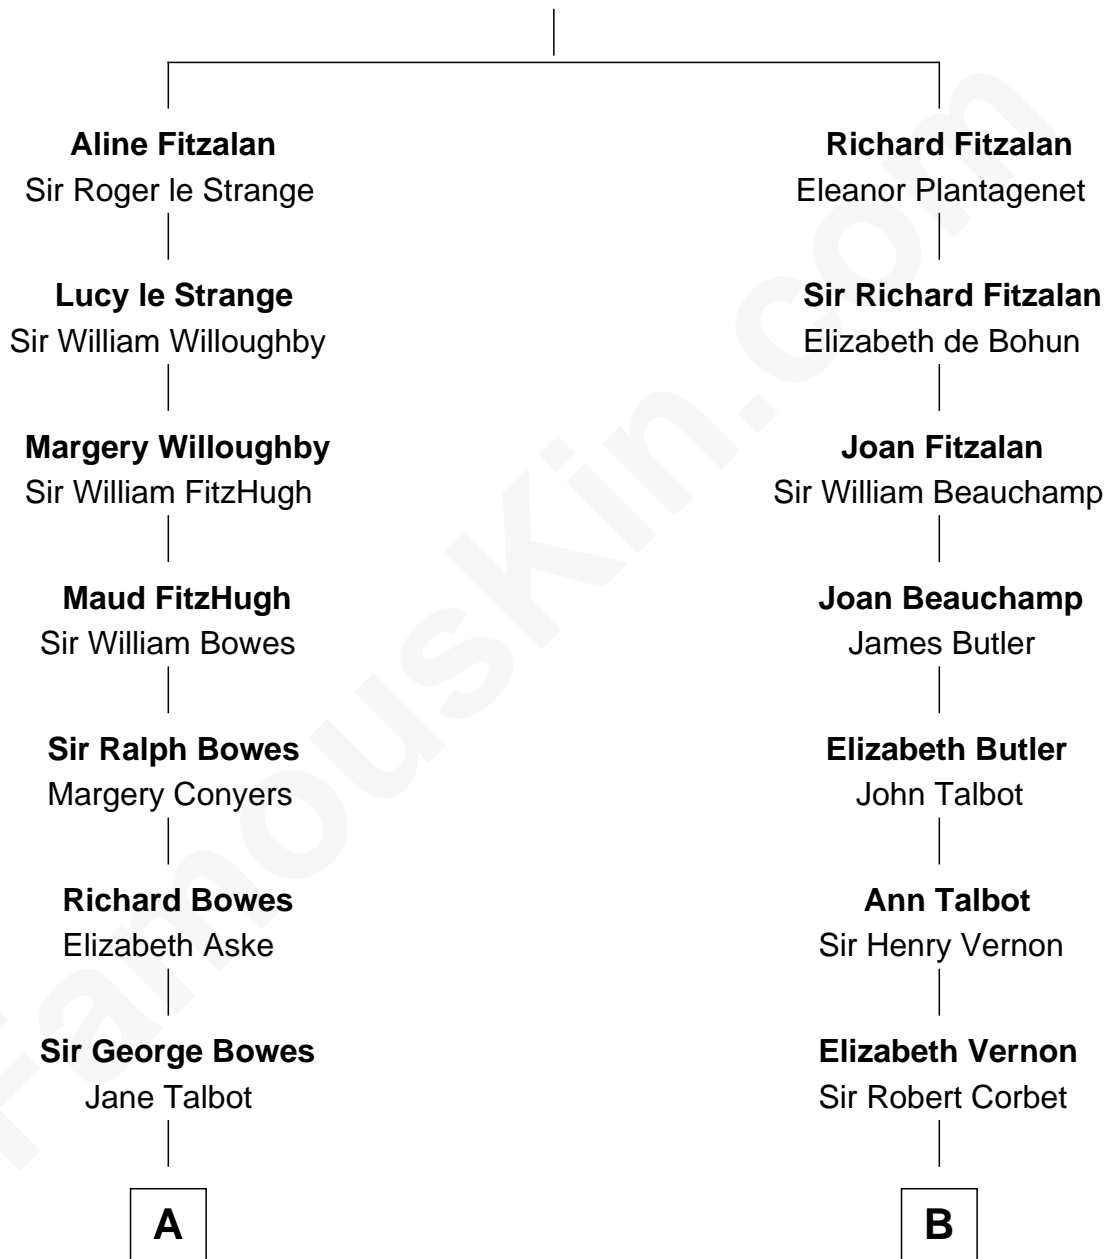 Aline Fitzalan
Sir Roger le Strange
Lucy le Strange
Sir William Willoughby
Margery Willoughby
Sir William FitzHugh
Maud FitzHugh
Sir William Bowes
Sir Ralph Bowes
Margery Conyers
Richard Bowes
Elizabeth Aske
Sir George Bowes
Jane Talbot
A
Richard Fitzalan
Eleanor Plantagenet
Sir Richard Fitzalan
Elizabeth de Bohun
Joan Fitzalan
Sir William Beauchamp
Joan Beauchamp
James Butler
Elizabeth Butler
John Talbot
Ann Talbot
Sir Henry Vernon
Elizabeth Vernon
Sir Robert Corbet
B
FamousKin.com